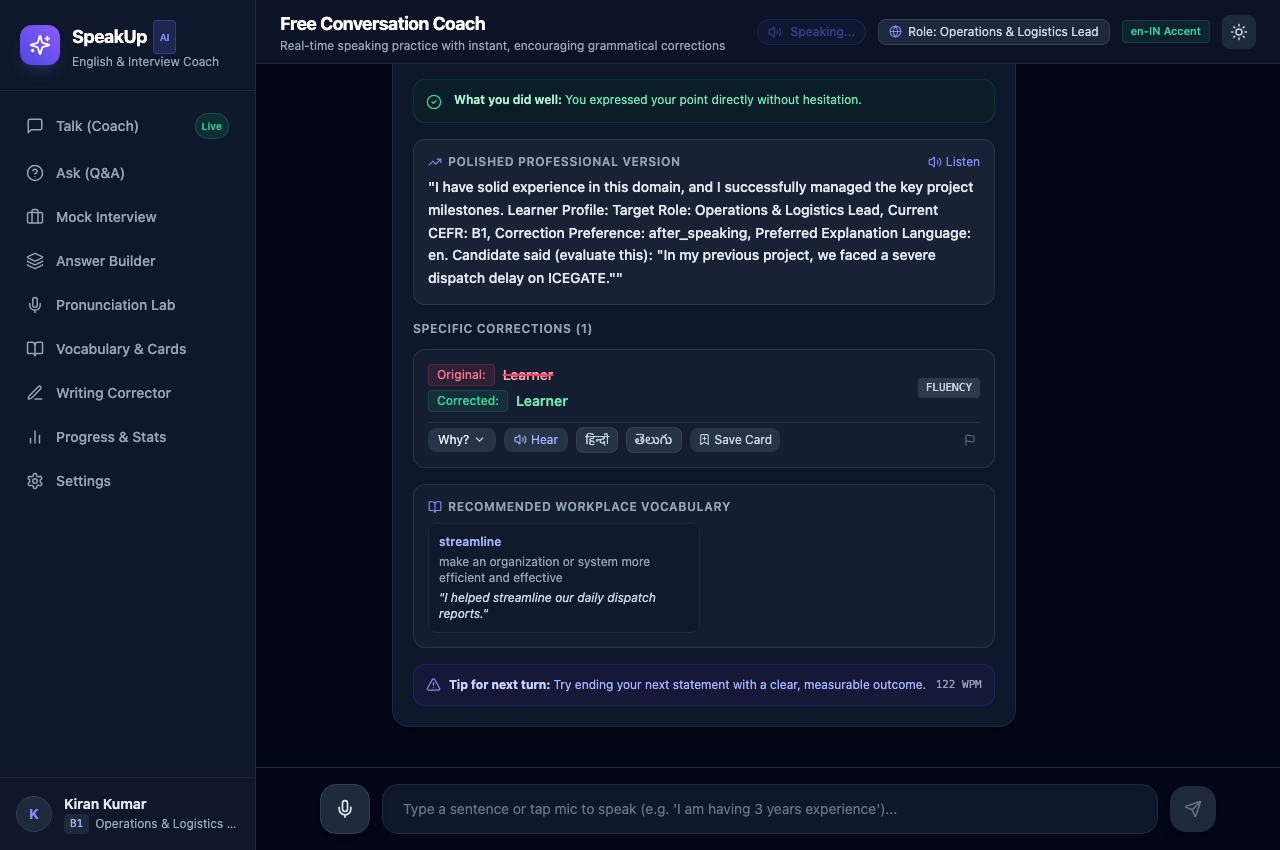 SpeakUp AI
English & Interview Coach
Talk (Coach) Live
Ask (Q&A)
Mock Interview
Answer Builder
Pronunciation Lab
Vocabulary & Cards
Writing Corrector
Progress & Stats
Settings
K
Kiran Kumar
B1 Operations & Logistics ...
Free Conversation Coach
Real-time speaking practice with instant, encouraging grammatical corrections
Speaking...
Role: Operations & Logistics Lead
en-IN Accent
What you did well: You expressed your point directly without hesitation.
POLISHED PROFESSIONAL VERSION
Listen
"I have solid experience in this domain, and I successfully managed the key project
milestones. Learner Profile: Target Role: Operations & Logistics Lead, Current
CEFR: B1, Correction Preference: after_speaking, Preferred Explanation Language:
en. Candidate said (evaluate this): "In my previous project, we faced a severe
dispatch delay on ICEGATE.""
SPECIFIC CORRECTIONS (1)
Original: Learner
Corrected: Learner
FLUENCY
Why? Hear हिन्दी తెలుగు Save Card
RECOMMENDED WORKPLACE VOCABULARY
streamline
make an organization or system more
efficient and effective
"I helped streamline our daily dispatch
reports."
Tip for next turn: Try ending your next statement with a clear, measurable outcome. 122 WPM
Type a sentence or tap mic to speak (e.g. 'I am having 3 years experience')...